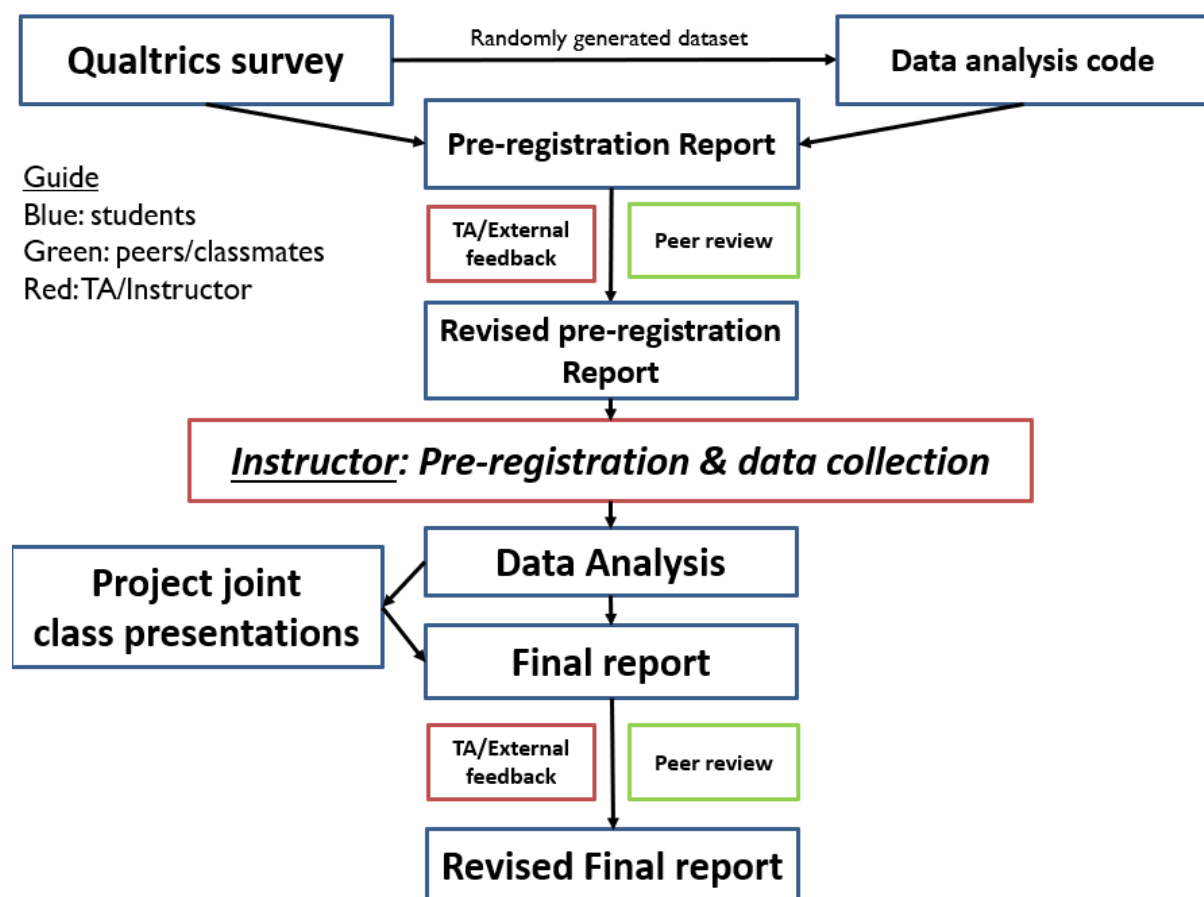 Qualtrics survey
Randomly generated dataset
Data analysis code
Pre-registration Report
Guide
Blue: students
Green: peers/classmates
Red: TA/Instructor
TA/External
feedback
Peer review
Revised pre-registration
Report
Instructor: Pre-registration & data collection
Data Analysis
Project joint
class presentations
Final report
TA/External
feedback
Peer review
Revised Final report